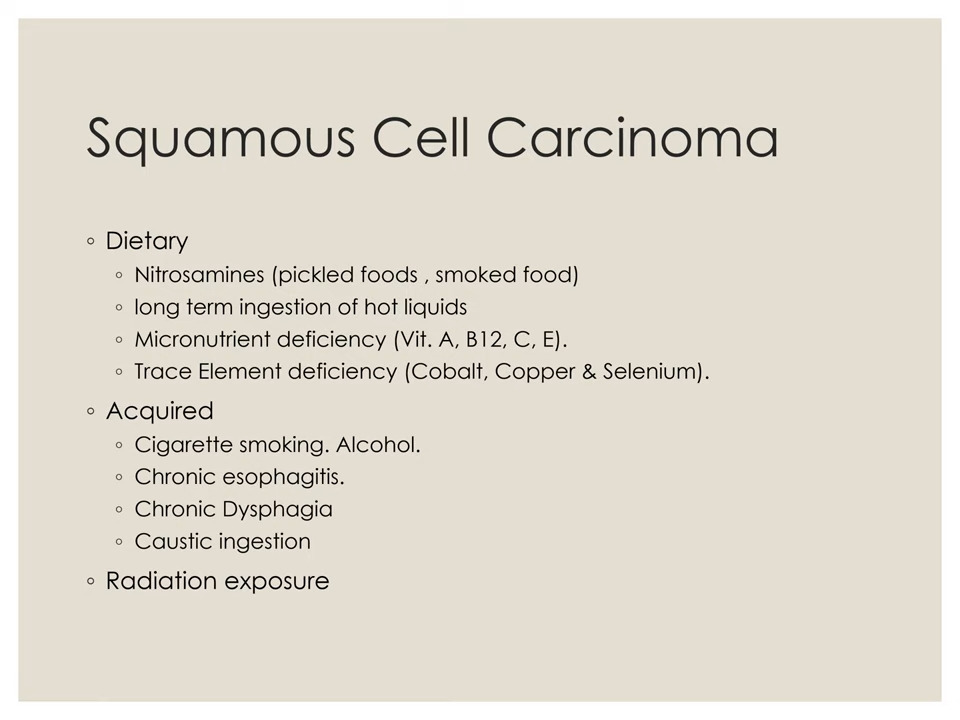 Squamous Cell Carcinoma
◦ Dietary
◦ Nitrosamines (pickled foods , smoked food)
◦ long term ingestion of hot liquids
◦ Micronutrient deficiency (Vit. A, B12, C, E).
◦ Trace Element deficiency (Cobalt, Copper & Selenium).
◦ Acquired
◦ Cigarette smoking. Alcohol.
◦ Chronic esophagitis.
◦ Chronic Dysphagia
◦ Caustic ingestion
◦ Radiation exposure